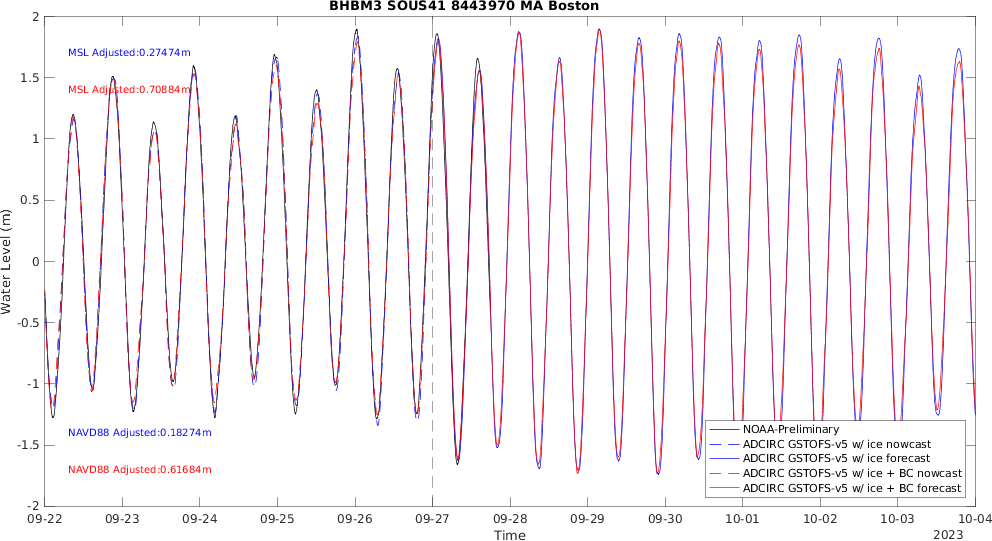 BHBM3 SOUS41 8443970 MA Boston
2
MSL Adjusted:0.27474m
1.5
MSL Adjusted:0.70884m
1
0.5
0
Water Level (m)
-0.5
-1
NAVD88 Adjusted:0.18274m
-1.5
NAVD88 Adjusted:0.61684m
-2
NOAA-Preliminary
ADCIRC GSTOFS-v5 w/ ice nowcast
ADCIRC GSTOFS-v5 w/ ice forecast
ADCIRC GSTOFS-v5 w/ ice + BC nowcast
ADCIRC GSTOFS-v5 w/ ice + BC forecast
09-22 09-23 09-24 09-25 09-26 09-27 09-28 09-29 09-30 10-01 10-02 10-03 10-04
Time
2023